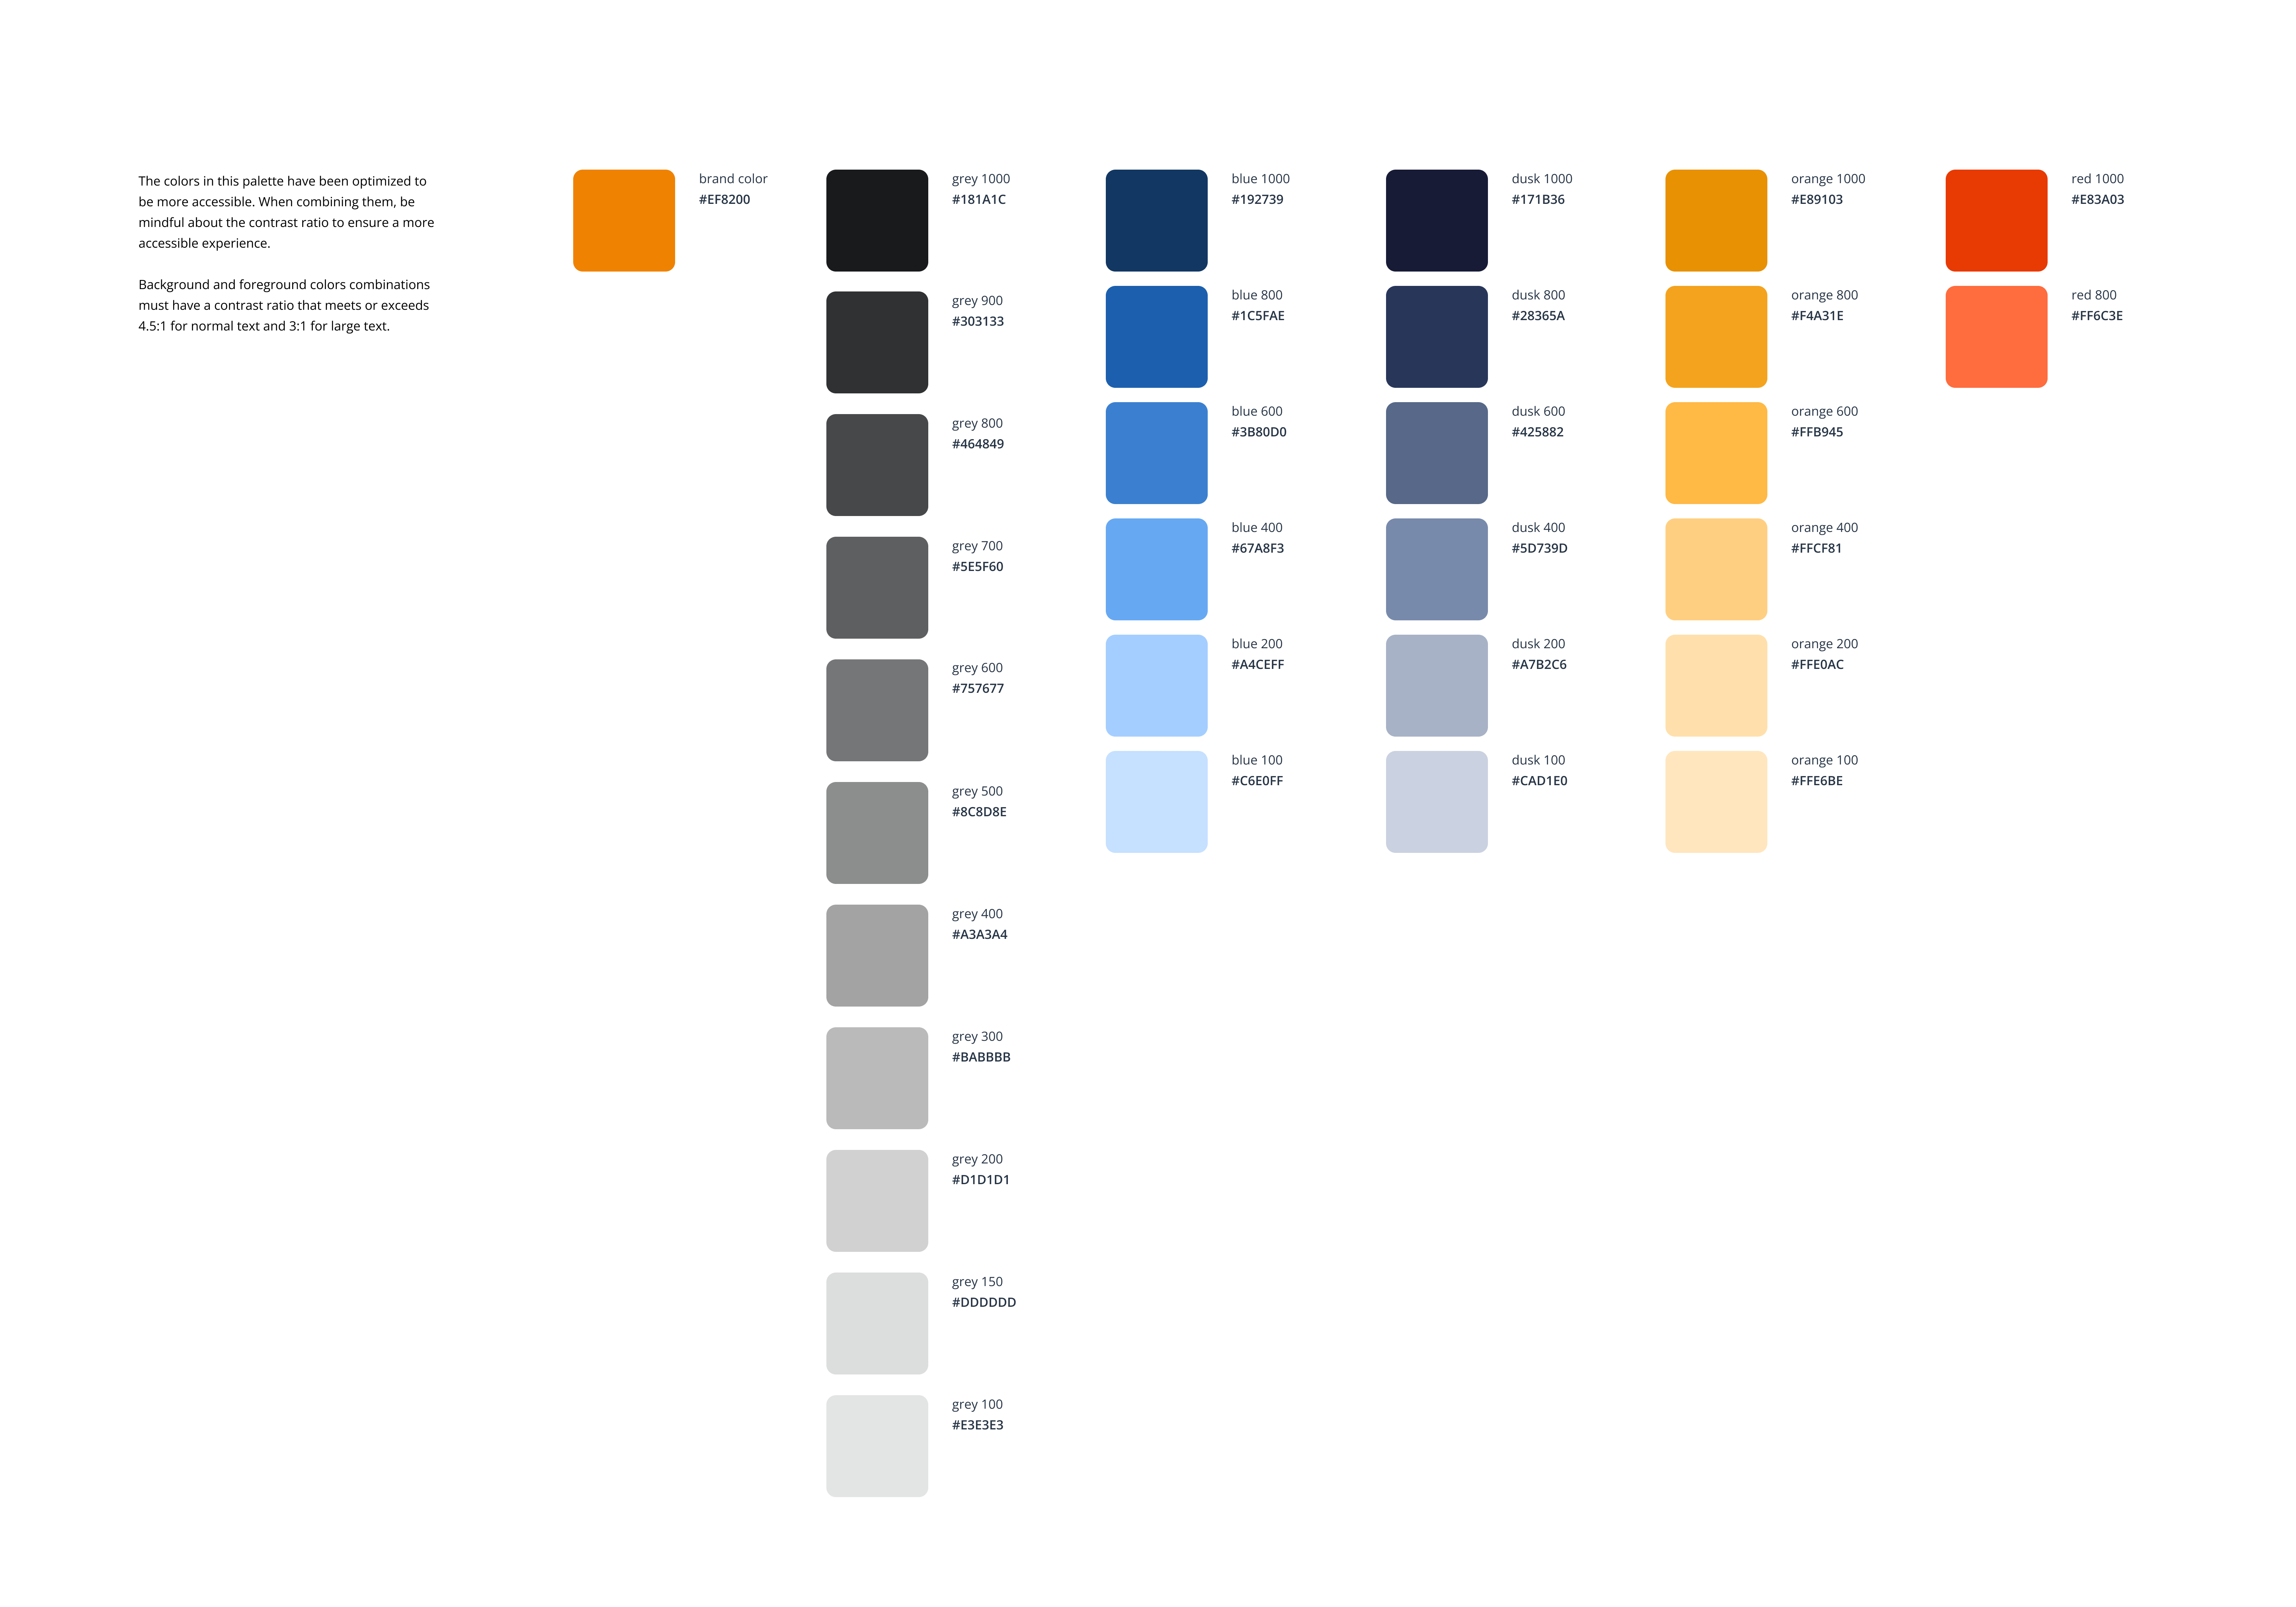 The colors in this palette have been optimized to
be more accessible. When combining them, be
mindful about the contrast ratio to ensure a more
accessible experience.
Background and foreground colors combinations
must have a contrast ratio that meets or exceeds
4.5:1 for normal text and 3:1 for large text.
brand color
#EF8200
grey 1000
#181A1C
grey 900
#303133
grey 800
#464849
grey 700
#5E5F60
grey 600
#757677
grey 500
#8C8D8E
grey 400
#A3A3A4
grey 300
#BABBBB
grey 200
#D1D1D1
grey 150
#DDDDDD
grey 100
#E3E3E3
blue 1000
#192739
blue 800
#1C5FAE
blue 600
#3B80D0
blue 400
#67A8F3
blue 200
#A4CEFF
blue 100
#C6E0FF
dusk 1000
#171B36
dusk 800
#28365A
dusk 600
#425882
dusk 400
#5D739D
dusk 200
#A7B2C6
dusk 100
#CAD1E0
orange 1000
#E89103
orange 800
#F4A31E
orange 600
#FFB945
orange 400
#FFCF81
orange 200
#FFE0AC
orange 100
#FFE6BE
red 1000
#E83A03
red 800
#FF6C3E